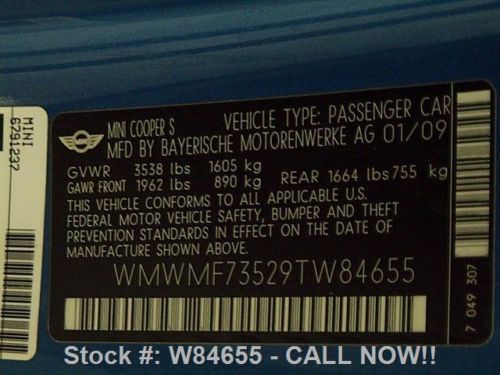 MINI
6291237
MINI COOPER S VEHICLE TYPE: PASSENGER CAR
MFD BY BAYERISCHE MOTORENWERKE AG 01/09
GVWR 3538 lbs 1605 kg
GAWR FRONT 1962 lbs 890 kg REAR 1664 lbs 755 kg
THIS VEHICLE CONFORMS TO ALL APPLICABLE U.S.
FEDERAL MOTOR VEHICLE SAFETY, BUMPER AND THEFT
PREVENTION STANDARDS IN EFFECT ON THE DATE OF
MANUFACTURE SHOWN ABOVE.
WMWMF73529TW84655
7 049 307
Stock #: W84655 - CALL NOW!!